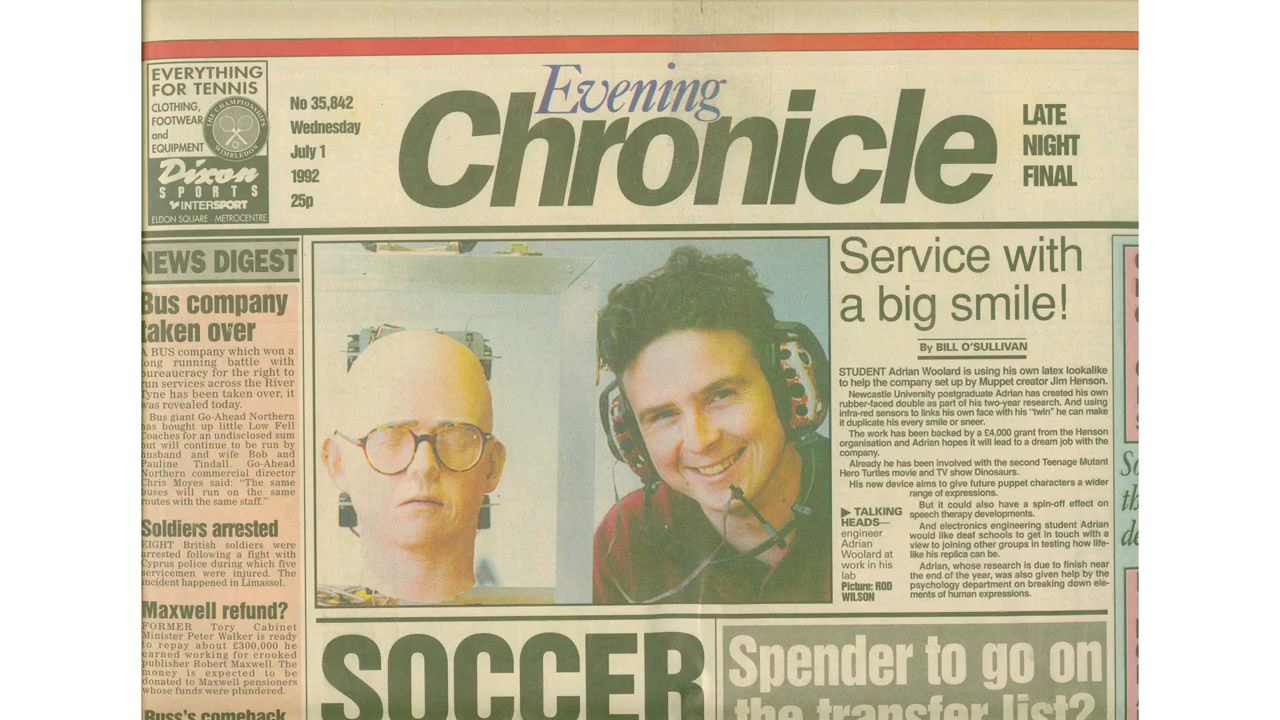 EVERYTHING
FOR TENNIS
CLOTHING,
FOOTWEAR
and
EQUIPMENT
THE CHAMPIONSHIPS
WIMBLEDON
Dixon
SPORTS
INTERSPORT
ELDON SQUARE · METROCENTRE
No 35,842
Wednesday
July 1
1992
25p
Evening
Chronicle
LATE
NIGHT
FINAL
NEWS DIGEST
Bus company
taken over
A BUS company which won a
long running battle with
bureaucracy for the right to
run services across the River
Tyne has been taken over, it
was revealed today.
Bus giant Go-Ahead Northern
has bought up little Low Fell
Coaches for an undisclosed sum
but will continue to be run by
husband and wife Bob and
Pauline Tindall. Go-Ahead
Northern commercial director
Chris Moyes said: “The same
buses will run on the same
routes with the same staff.”
Soldiers arrested
EIGHT British soldiers were
arrested following a fight with
Cyprus police during which five
servicemen were injured. The
incident happened in Limassol.
Maxwell refund?
FORMER Tory Cabinet
Minister Peter Walker is ready
to repay about £300,000 he
earned working for crooked
publisher Robert Maxwell. The
money is expected to be
donated to Maxwell pensioners
whose funds were plundered.
Russ's comeback
Service with
a big smile!
By BILL O'SULLIVAN
STUDENT Adrian Woolard is using his own latex lookalike
to help the company set up by Muppet creator Jim Henson.
Newcastle University postgraduate Adrian has created his own
rubber-faced double as part of his two-year research. And using
infra-red sensors to links his own face with his “twin” he can make
it duplicate his every smile or sneer.
The work has been backed by a £4,000 grant from the Henson
organisation and Adrian hopes it will lead to a dream job with the
company.
Already he has been involved with the second Teenage Mutant
Hero Turtles movie and TV show Dinosaurs.
His new device aims to give future puppet characters a wider
range of expressions.
But it could also have a spin-off effect on
speech therapy developments.
And electronics engineering student Adrian
would like deaf schools to get in touch with a
view to joining other groups in testing how life-
like his replica can be.
Adrian, whose research is due to finish near
the end of the year, was also given help by the
psychology department on breaking down ele-
ments of human expressions.
▶ TALKING
HEADS—
engineer
Adrian
Woolard at work in his
lab
Picture: ROD
WILSON
SOCCER
Spender to go on
the transfer list?